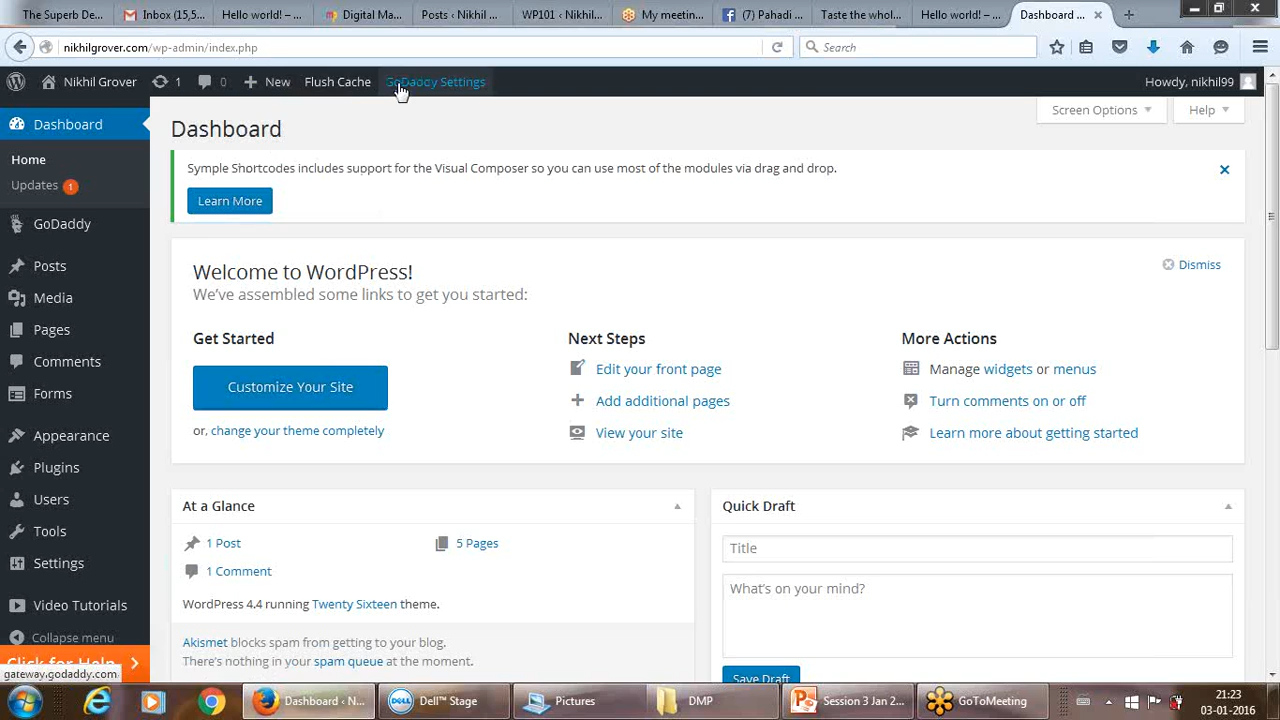 The Superb De...
Inbox (15,5...
Hello world! – ...
Digital Ma...
Posts ‹ Nikhil ...
WP101 - Nikhil...
My meetin...
(7) Pahadi ...
Taste the whol...
Hello world! – ...
Dashboard ...
nikhilgrover.com/wp-admin/index.php
Search
Nikhil Grover
1
0
New
Flush Cache
GoDaddy Settings
Howdy, nikhil99
Dashboard
Home
Updates 1
GoDaddy
Posts
Media
Pages
Comments
Forms
Appearance
Plugins
Users
Tools
Settings
Video Tutorials
Collapse menu
Click for Help
gateway.godaddy.com
Screen Options
Help
Dashboard
Symple Shortcodes includes support for the Visual Composer so you can use most of the modules via drag and drop.
Learn More
Welcome to WordPress!
Dismiss
We've assembled some links to get you started:
Get Started
Customize Your Site
or, change your theme completely
Next Steps
Edit your front page
Add additional pages
View your site
More Actions
Manage widgets or menus
Turn comments on or off
Learn more about getting started
At a Glance
1 Post
5 Pages
1 Comment
WordPress 4.4 running Twenty Sixteen theme.
Akismet blocks spam from getting to your blog.
There's nothing in your spam queue at the moment.
Quick Draft
Title
What's on your mind?
Save Draft
Dashboard ‹ N...
DELL
Dell™ Stage
Pictures
DMP
Session 3 Jan 2...
GoToMeeting
21:23
03-01-2016